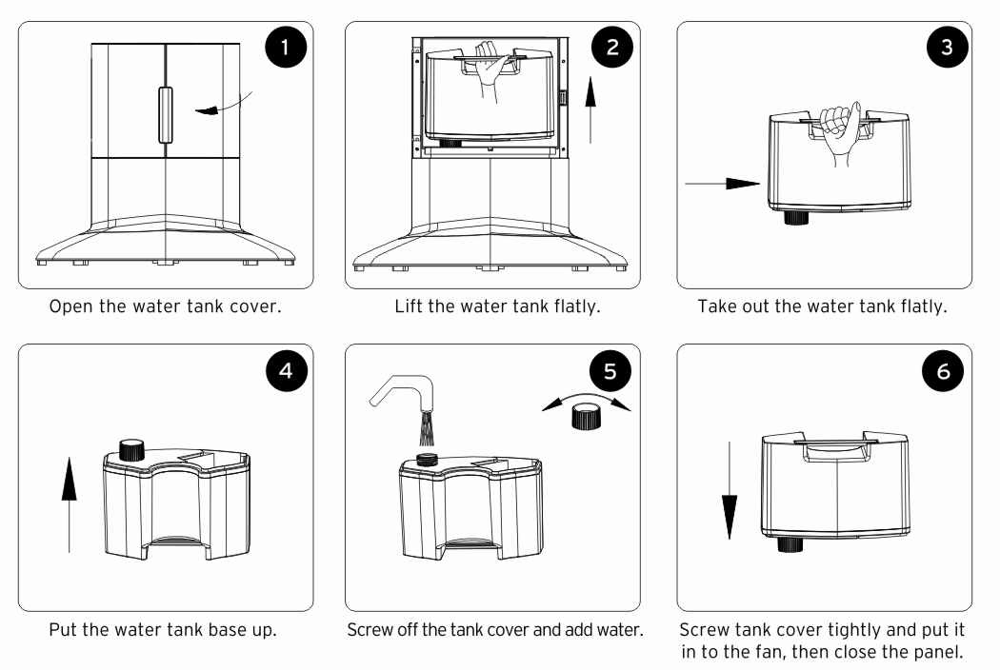 1
2
3
Open the water tank cover.
Lift the water tank flatly.
Take out the water tank flatly.
4
5
6
Put the water tank base up.
Screw off the tank cover and add water.
Screw tank cover tightly and put it
in to the fan, then close the panel.